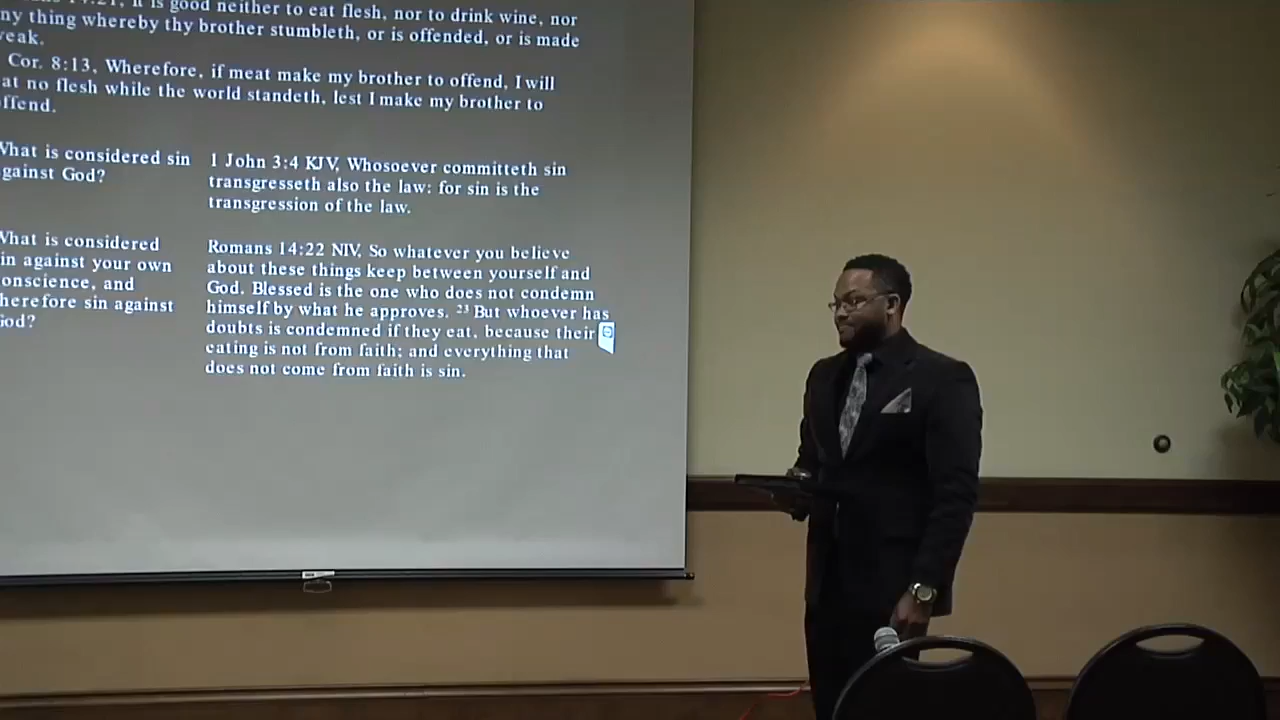 14:21, it is good neither to eat flesh, nor to drink wine, nor
ny thing whereby thy brother stumbleth, or is offended, or is made
eak.
Cor. 8:13, Wherefore, if meat make my brother to offend, I will
at no flesh while the world standeth, lest I make my brother to
ffend.
What is considered sin
gainst God?
1 John 3:4 KJV, Whosoever committeth sin
transgresseth also the law: for sin is the
transgression of the law.
What is considered
in against your own
onscience, and
herefore sin against
God?
Romans 14:22 NIV, So whatever you believe
about these things keep between yourself and
God. Blessed is the one who does not condemn
himself by what he approves. 23 But whoever has
doubts is condemned if they eat, because their
eating is not from faith; and everything that
does not come from faith is sin.